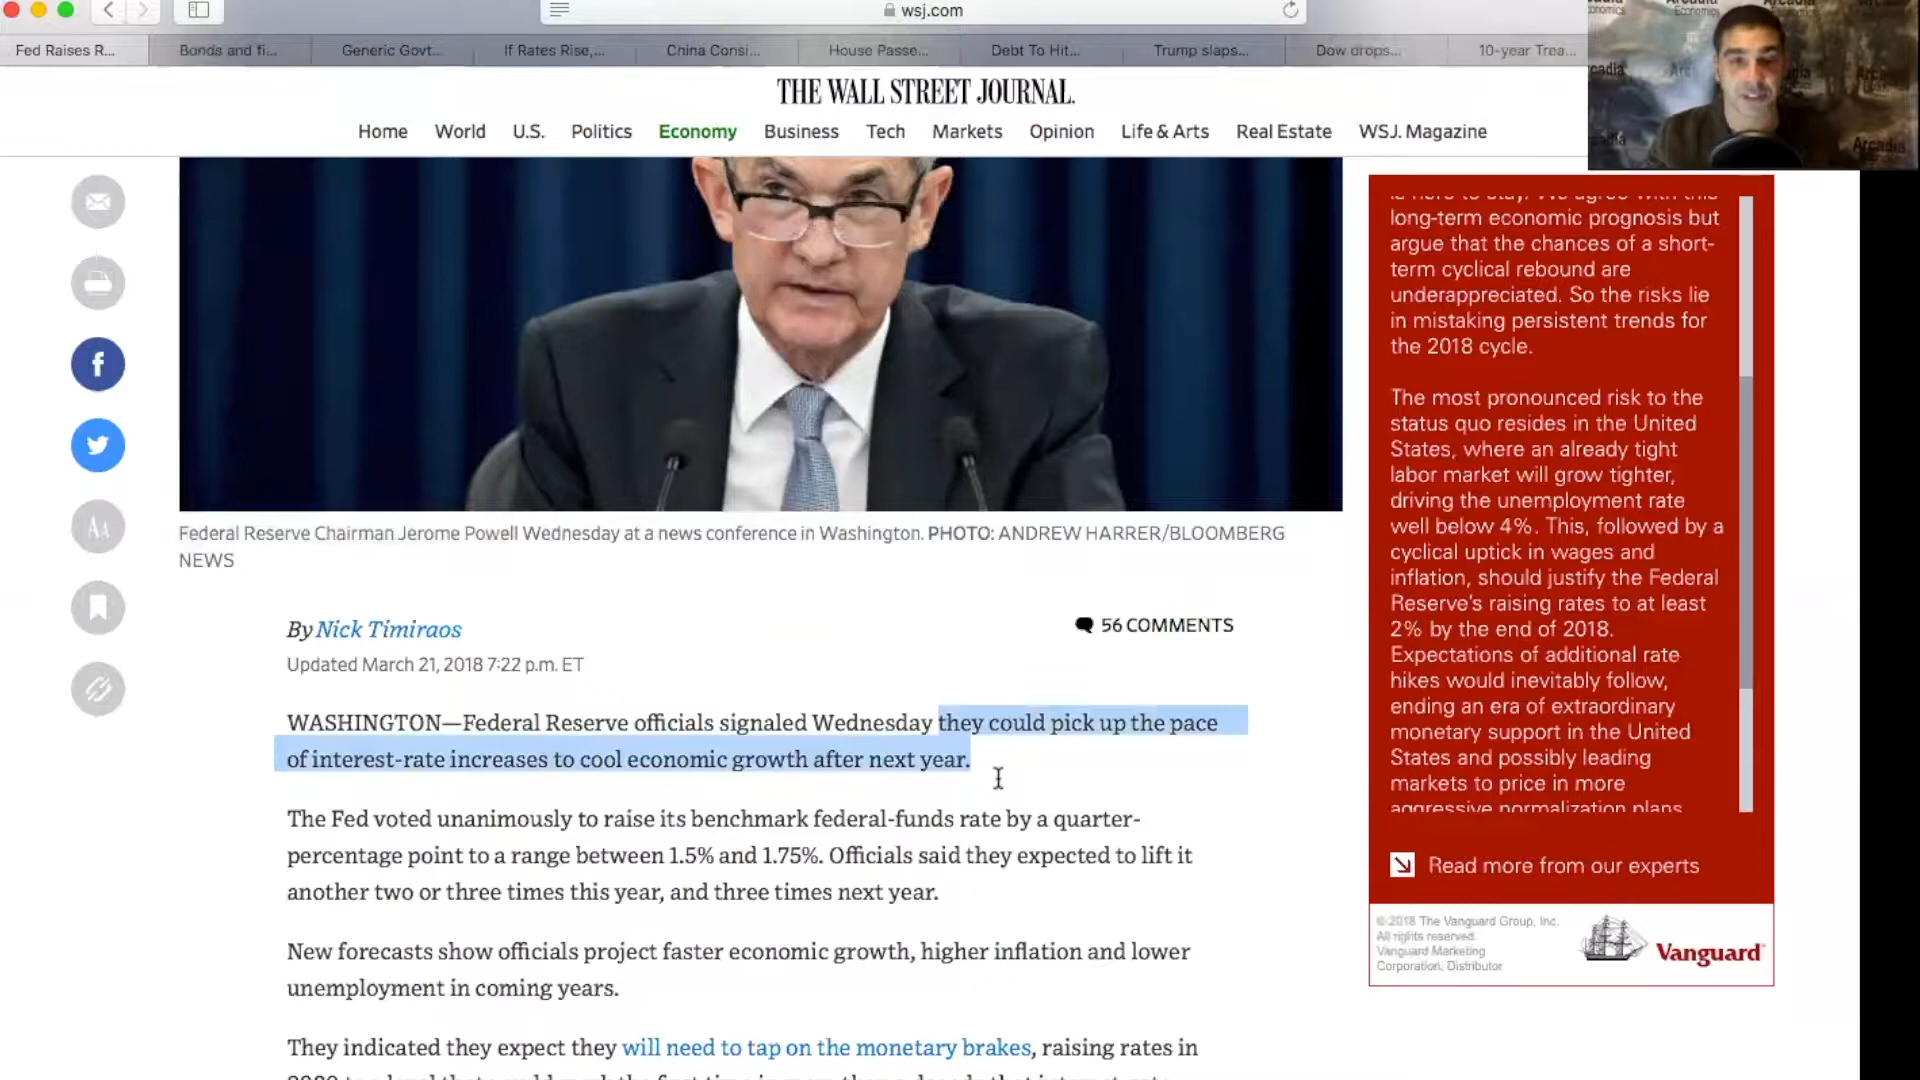 wsj.com
Fed Raises R...
Bonds and fi...
Generic Govt...
If Rates Rise,...
China Consi...
House Passe...
Debt To Hit...
Trump slaps...
Dow drops...
10-year Trea...
THE WALL STREET JOURNAL.
Home World U.S. Politics Economy Business Tech Markets Opinion Life & Arts Real Estate WSJ. Magazine
Federal Reserve Chairman Jerome Powell Wednesday at a news conference in Washington. PHOTO: ANDREW HARRER/BLOOMBERG
NEWS
By Nick Timiraos
56 COMMENTS
Updated March 21, 2018 7:22 p.m. ET
WASHINGTON—Federal Reserve officials signaled Wednesday they could pick up the pace
of interest-rate increases to cool economic growth after next year.
The Fed voted unanimously to raise its benchmark federal-funds rate by a quarter-
percentage point to a range between 1.5% and 1.75%. Officials said they expected to lift it
another two or three times this year, and three times next year.
New forecasts show officials project faster economic growth, higher inflation and lower
unemployment in coming years.
They indicated they expect they will need to tap on the monetary brakes, raising rates in
long-term economic prognosis but
argue that the chances of a short-
term cyclical rebound are
underappreciated. So the risks lie
in mistaking persistent trends for
the 2018 cycle.
The most pronounced risk to the
status quo resides in the United
States, where an already tight
labor market will grow tighter,
driving the unemployment rate
well below 4%. This, followed by a
cyclical uptick in wages and
inflation, should justify the Federal
Reserve's raising rates to at least
2% by the end of 2018.
Expectations of additional rate
hikes would inevitably follow,
ending an era of extraordinary
monetary support in the United
States and possibly leading
markets to price in more
aggressive normalization plans
Read more from our experts
© 2018 The Vanguard Group, Inc.
All rights reserved.
Vanguard Marketing
Corporation, Distributor
Vanguard
Arcadia
Economics